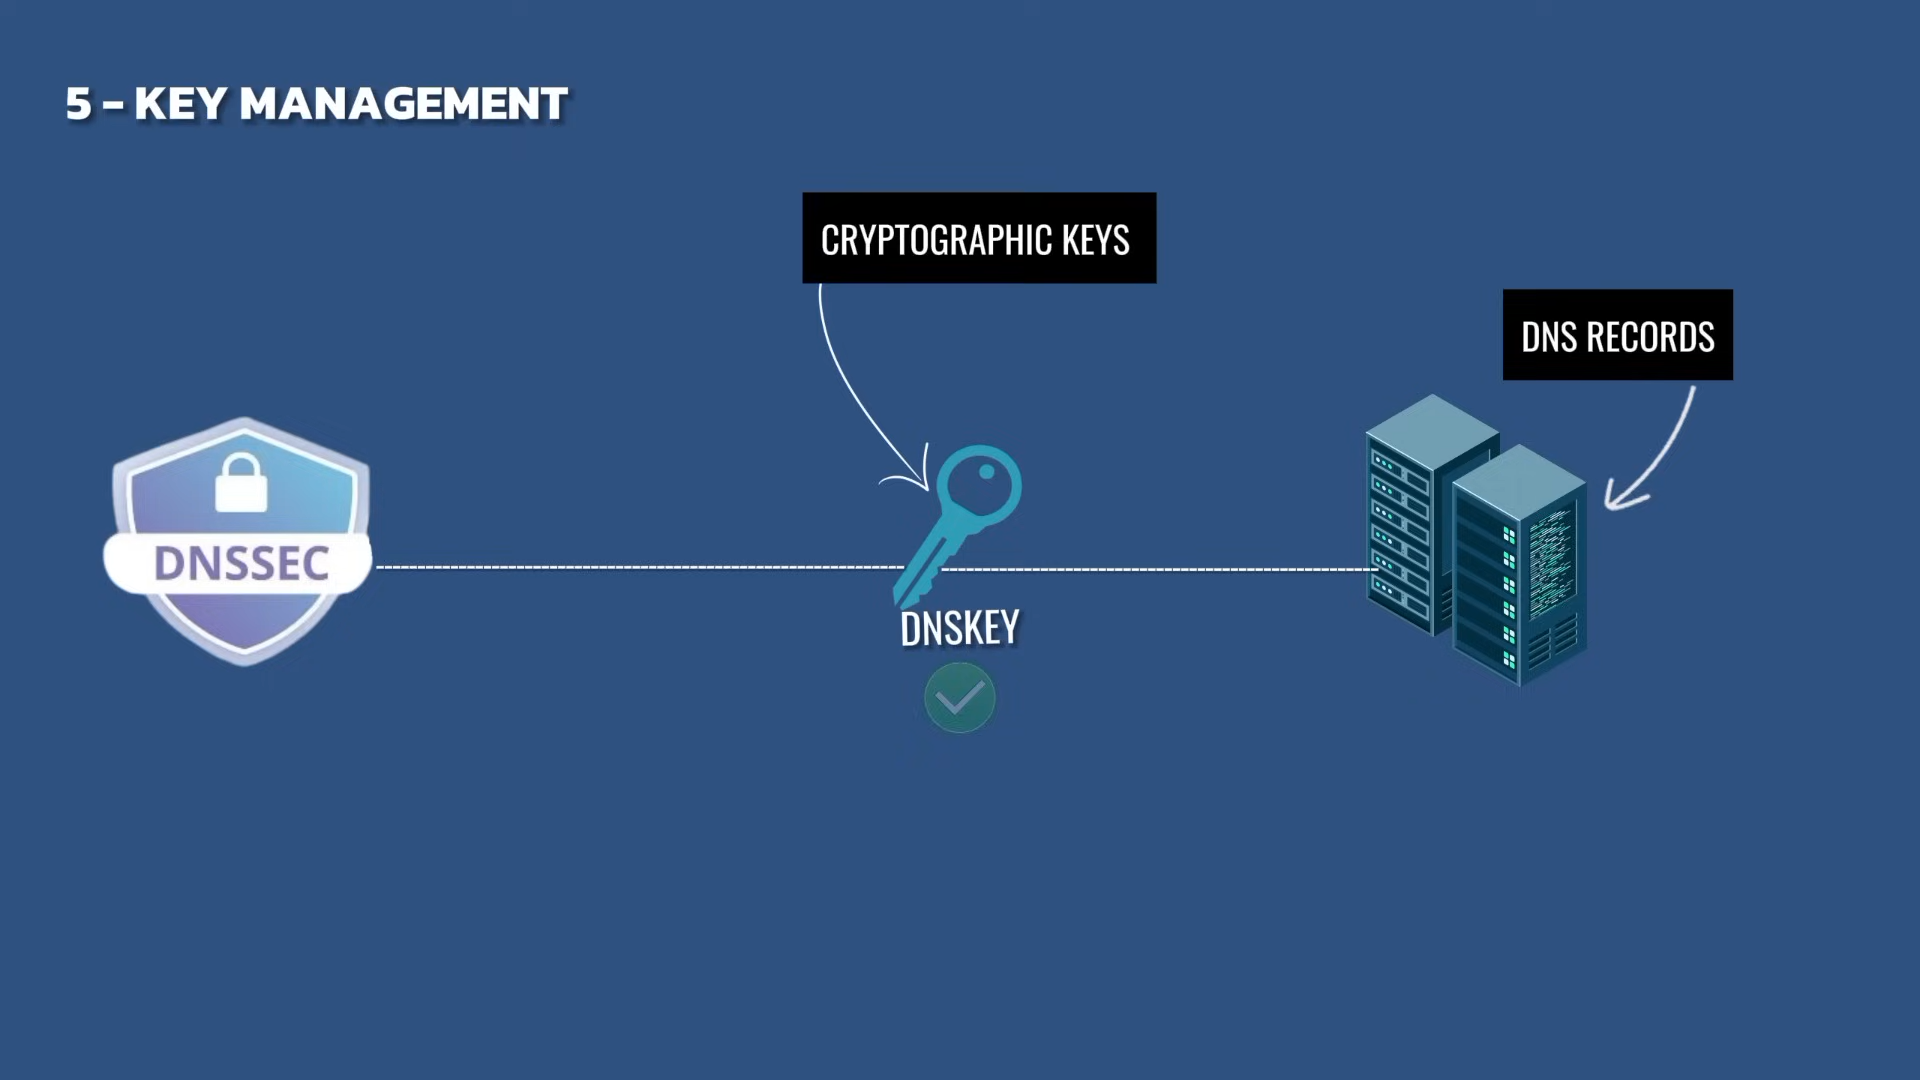 5 - KEY MANAGEMENT
CRYPTOGRAPHIC KEYS
DNS RECORDS
DNSSEC
DNSKEY